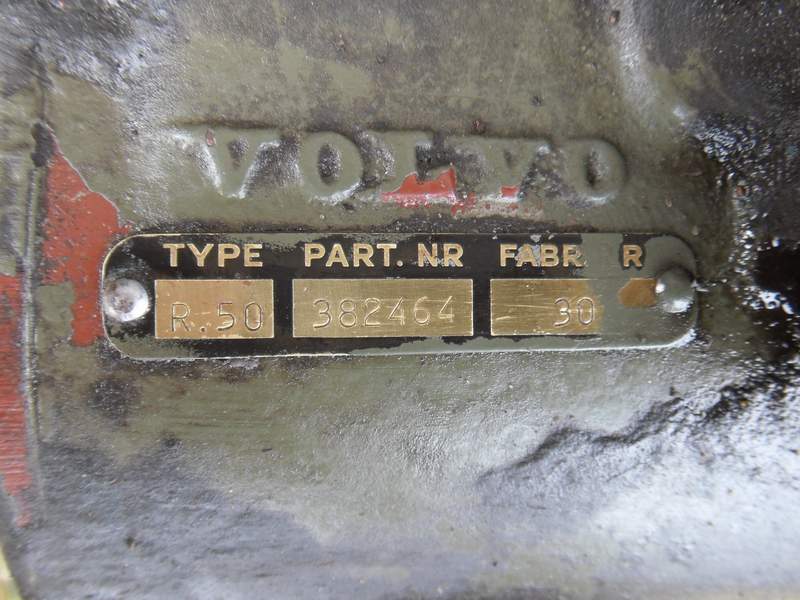 VOLVO
TYPE PART. NR FABR. R
R.50 382464 30